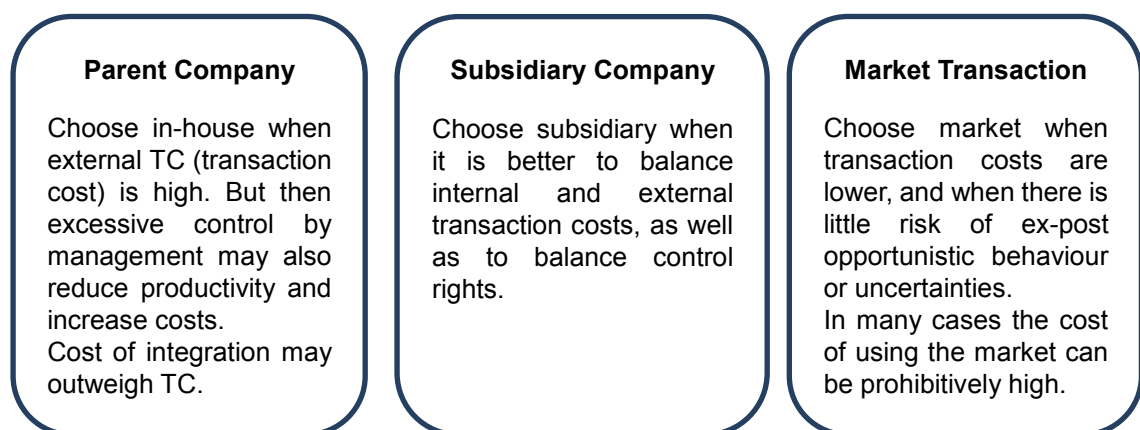 Parent Company
Choose in-house when
external TC (transaction
cost) is high. But then
excessive control by
management may also
reduce productivity and
increase costs.
Cost of integration may
outweigh TC.
Subsidiary Company
Choose subsidiary when
it is better to balance
internal and external
transaction costs, as well
as to balance control
rights.
Market Transaction
Choose market when
transaction costs are
lower, and when there is
little risk of ex-post
opportunistic behaviour
or uncertainties.
In many cases the cost
of using the market can
be prohibitively high.